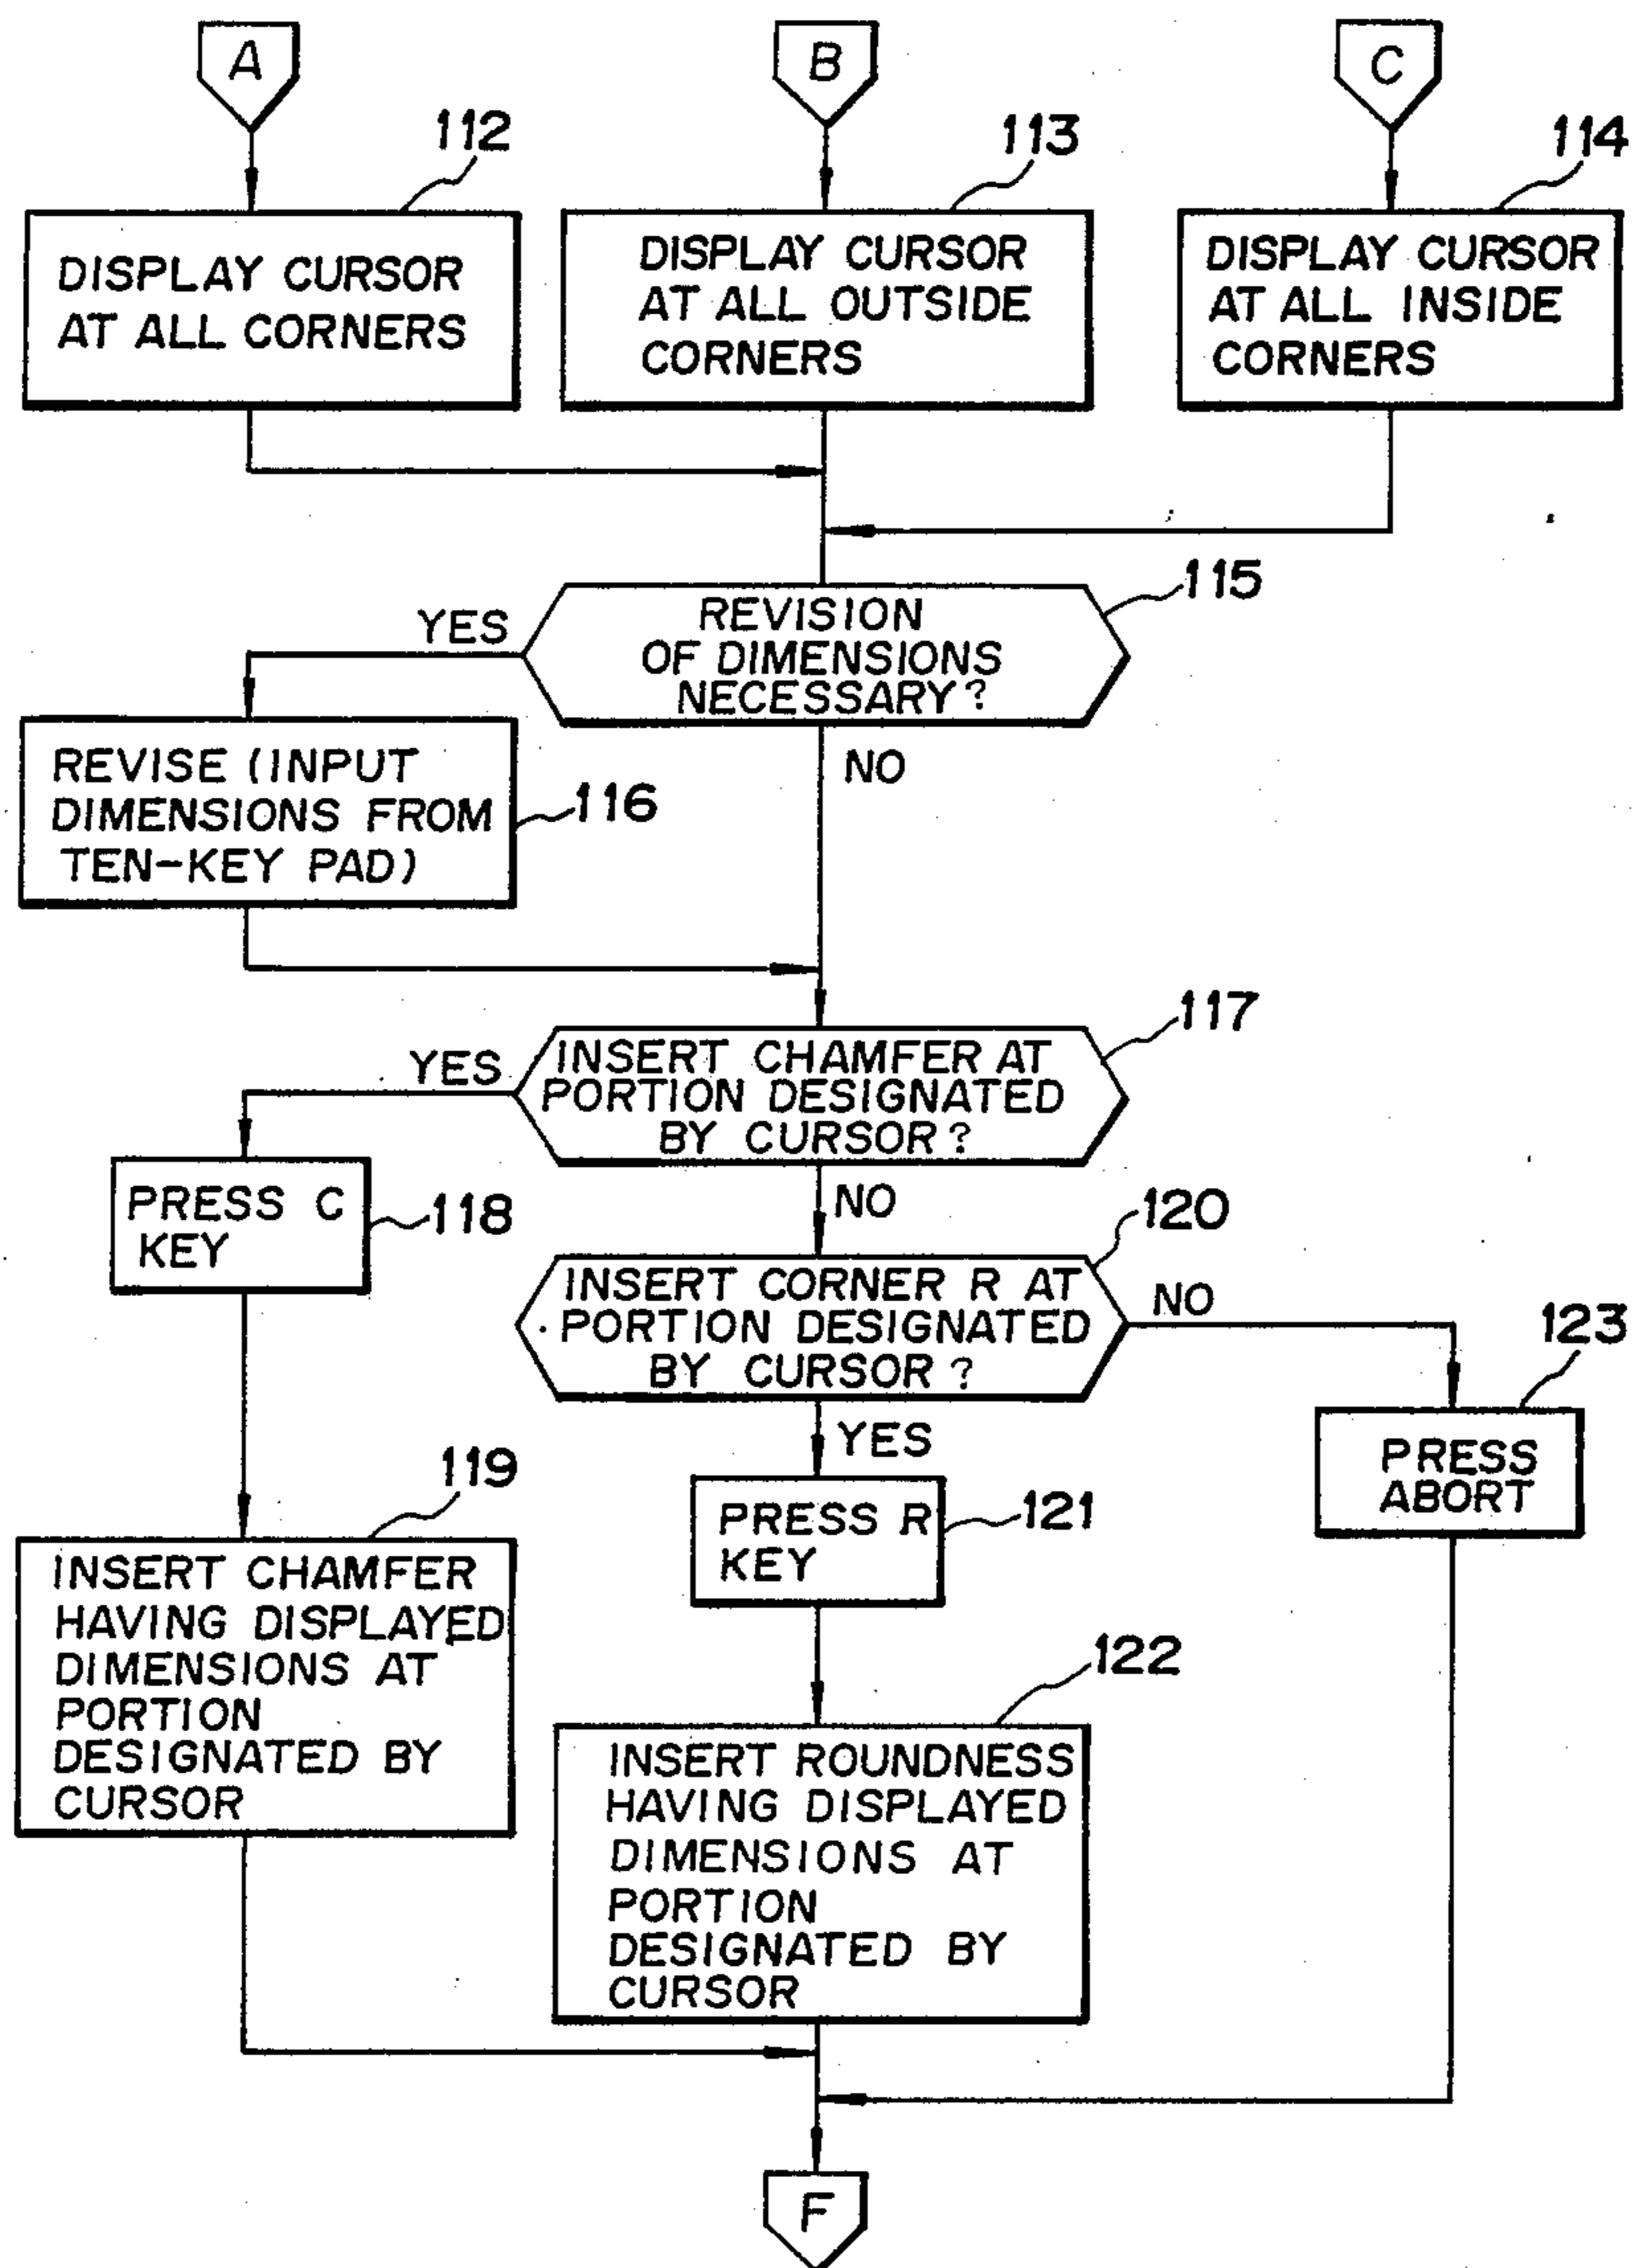 A
B
C
112
113
114
DISPLAY CURSOR
AT ALL CORNERS
DISPLAY CURSOR
AT ALL OUTSIDE
CORNERS
DISPLAY CURSOR
AT ALL INSIDE
CORNERS
115
REVISION
OF DIMENSIONS
NECESSARY?
YES
NO
REVISE (INPUT
DIMENSIONS FROM
TEN-KEY PAD)
116
117
INSERT CHAMFER AT
PORTION DESIGNATED
BY CURSOR?
YES
NO
PRESS C
KEY
118
120
INSERT CORNER R AT
PORTION DESIGNATED
BY CURSOR?
NO
YES
123
PRESS
ABORT
119
INSERT CHAMFER
HAVING DISPLAYED
DIMENSIONS AT
PORTION
DESIGNATED BY
CURSOR
PRESS R
KEY
121
122
INSERT ROUNDNESS
HAVING DISPLAYED
DIMENSIONS AT
PORTION
DESIGNATED BY
CURSOR
F